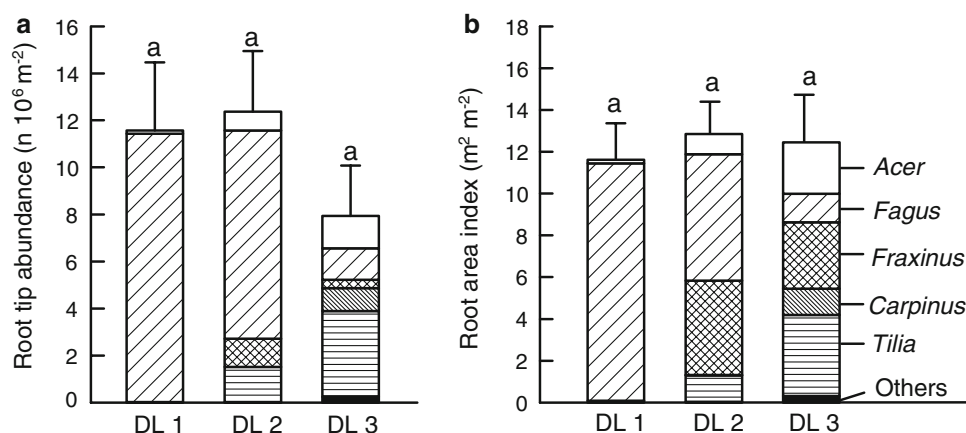 a
Root tip abundance (n 10⁶ m⁻²)
16
14
12
10
8
6
4
2
0
a
a
a
DL 1
DL 2
DL 3
b
Root area index (m² m⁻²)
18
16
14
12
10
8
6
4
2
0
a
a
a
DL 1
DL 2
DL 3
Acer
Fagus
Fraxinus
Carpinus
Tilia
Others